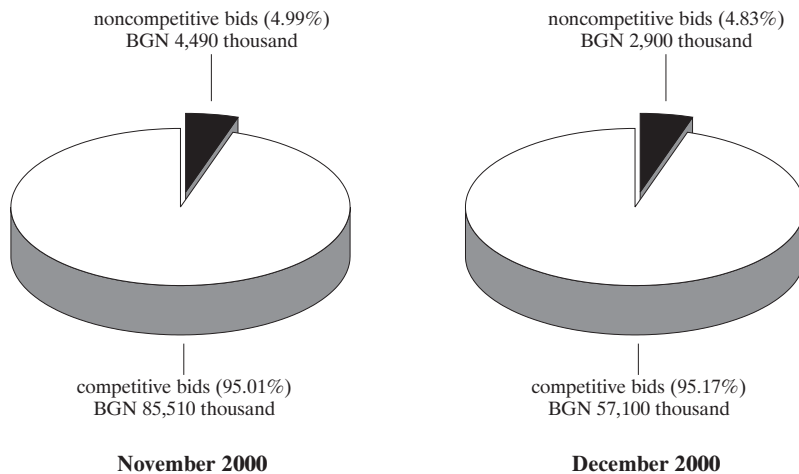 noncompetitive bids (4.99%)
BGN 4,490 thousand
competitive bids (95.01%)
BGN 85,510 thousand
November 2000
noncompetitive bids (4.83%)
BGN 2,900 thousand
competitive bids (95.17%)
BGN 57,100 thousand
December 2000